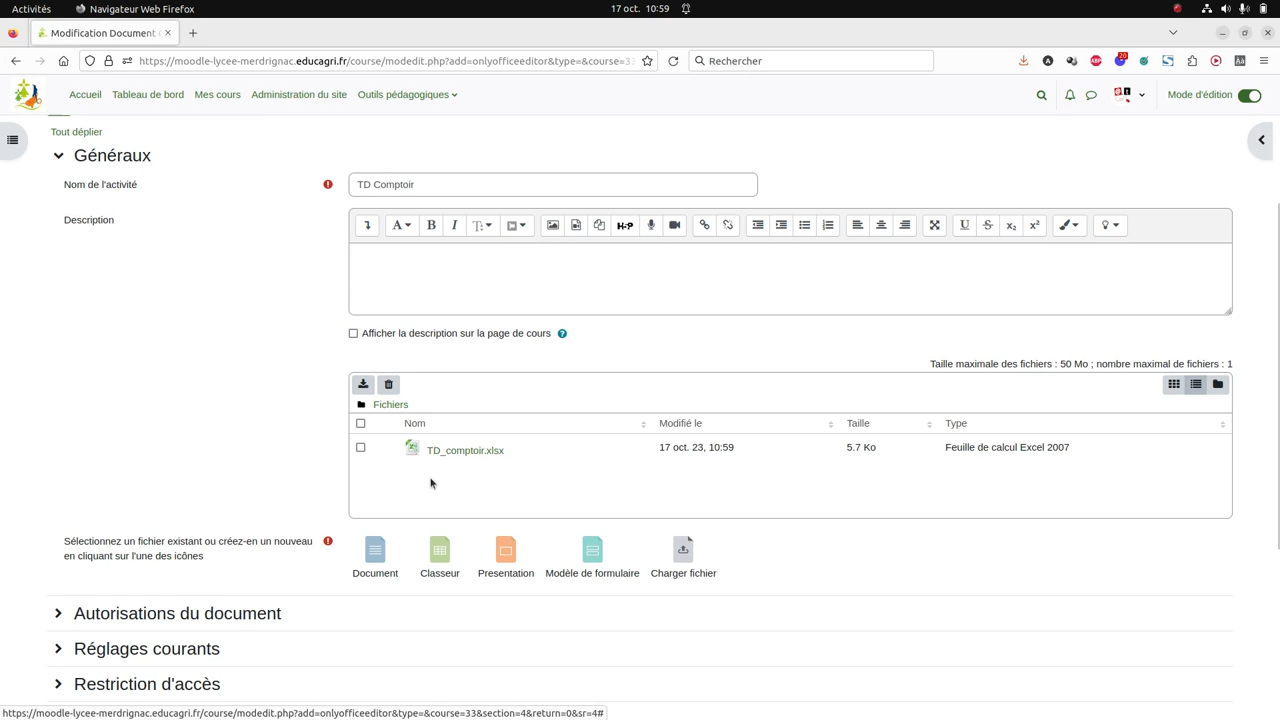 Activités
Navigateur Web Firefox
17 oct. 10:59
Modification Document
https://moodle-lycee-merdrignac.educagri.fr/course/modedit.php?add=onlyofficeeditor&type=&course=33
Rechercher
20
Accueil
Tableau de bord
Mes cours
Administration du site
Outils pédagogiques
Mode d'édition
Tout déplier
Généraux
Nom de l'activité
TD Comptoir
Description
A B I T H-P U S x₂ x²
Afficher la description sur la page de cours
Taille maximale des fichiers : 50 Mo ; nombre maximal de fichiers : 1
Fichiers
Nom
Modifié le
Taille
Type
TD_comptoir.xlsx
17 oct. 23, 10:59
5.7 Ko
Feuille de calcul Excel 2007
Sélectionnez un fichier existant ou créez-en un nouveau
en cliquant sur l'une des icônes
Document
Classeur
Presentation
Modèle de formulaire
Charger fichier
Autorisations du document
Réglages courants
Restriction d'accès
https://moodle-lycee-merdrignac.educagri.fr/course/modedit.php?add=onlyofficeeditor&type=&course=33&section=4&return=0&sr=4#